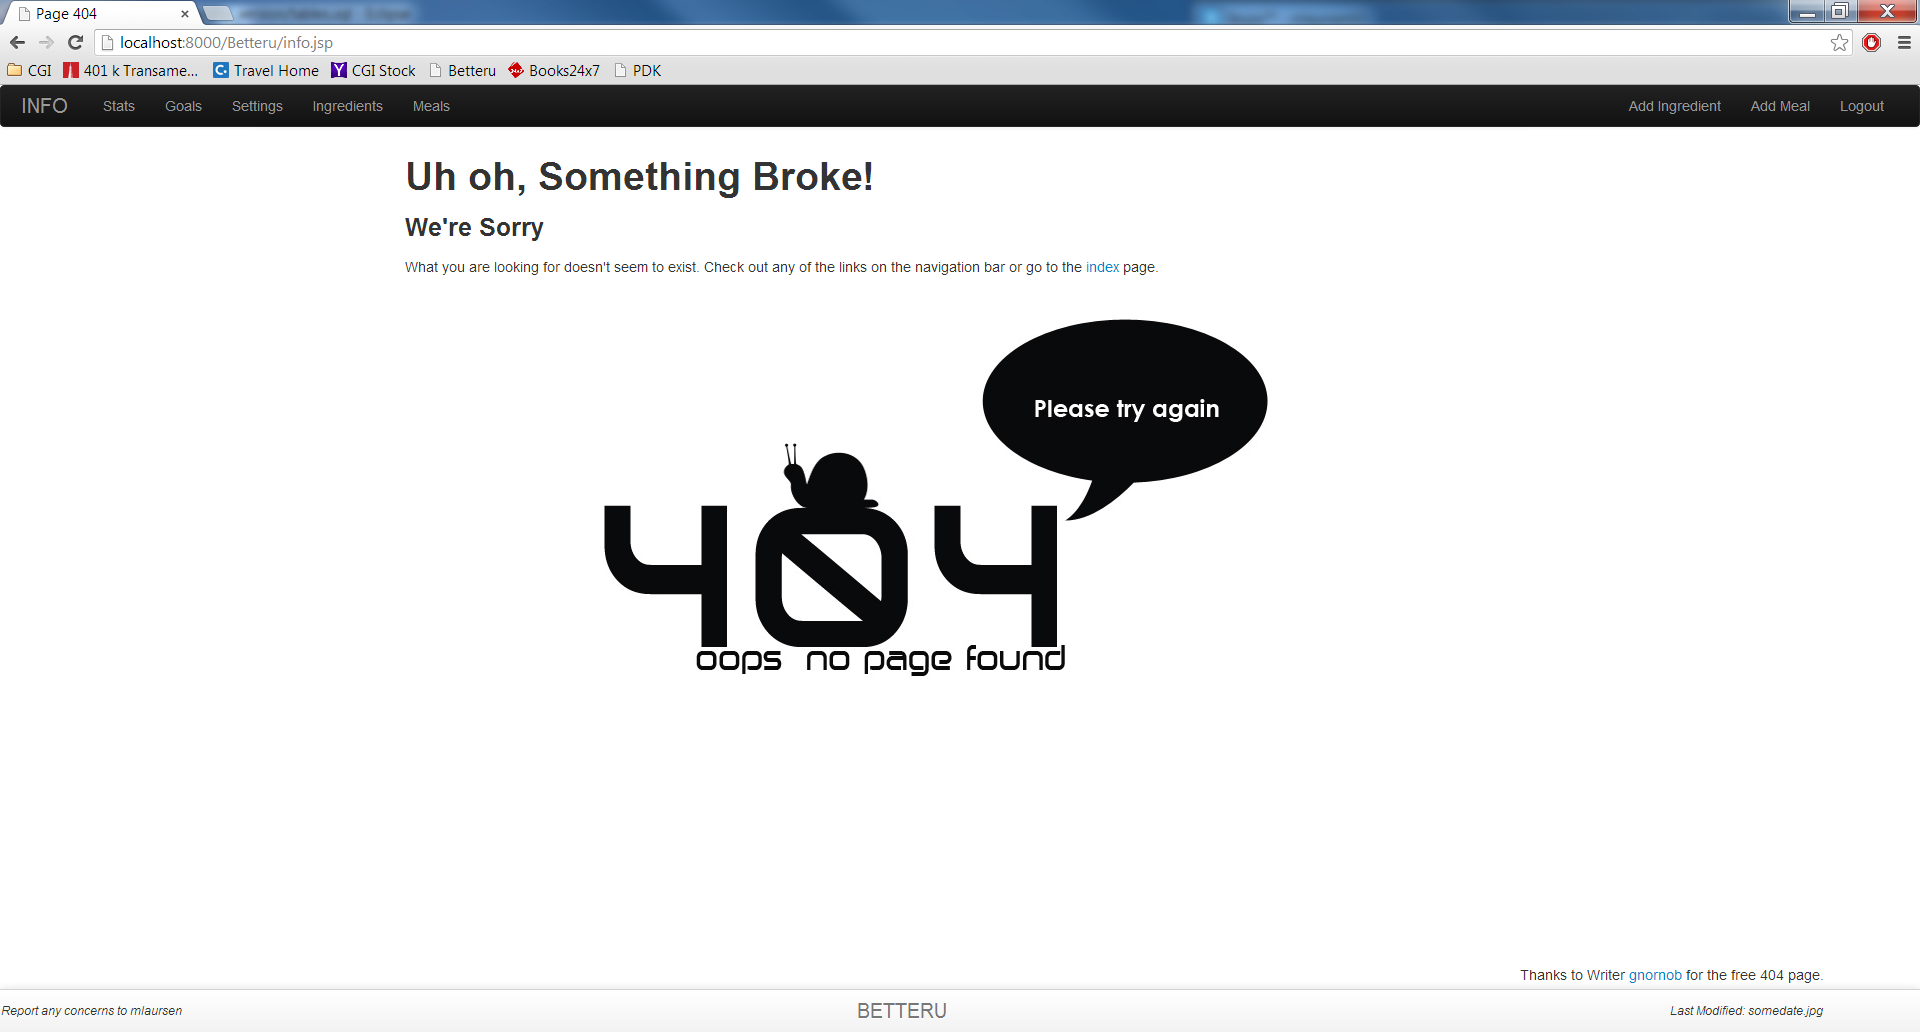 Page 404
localhost:8000/Betteru/info.jsp
CGI 401 k Transame... Travel Home CGI Stock Betteru Books24x7 PDK
INFO Stats Goals Settings Ingredients Meals Add Ingredient Add Meal Logout
Uh oh, Something Broke!
We're Sorry
What you are looking for doesn't seem to exist. Check out any of the links on the navigation bar or go to the index page.
Please try again
404
oops no page found
Thanks to Writer gnornob for the free 404 page.
Report any concerns to mlaursen BETTERU Last Modified: somedate.jpg